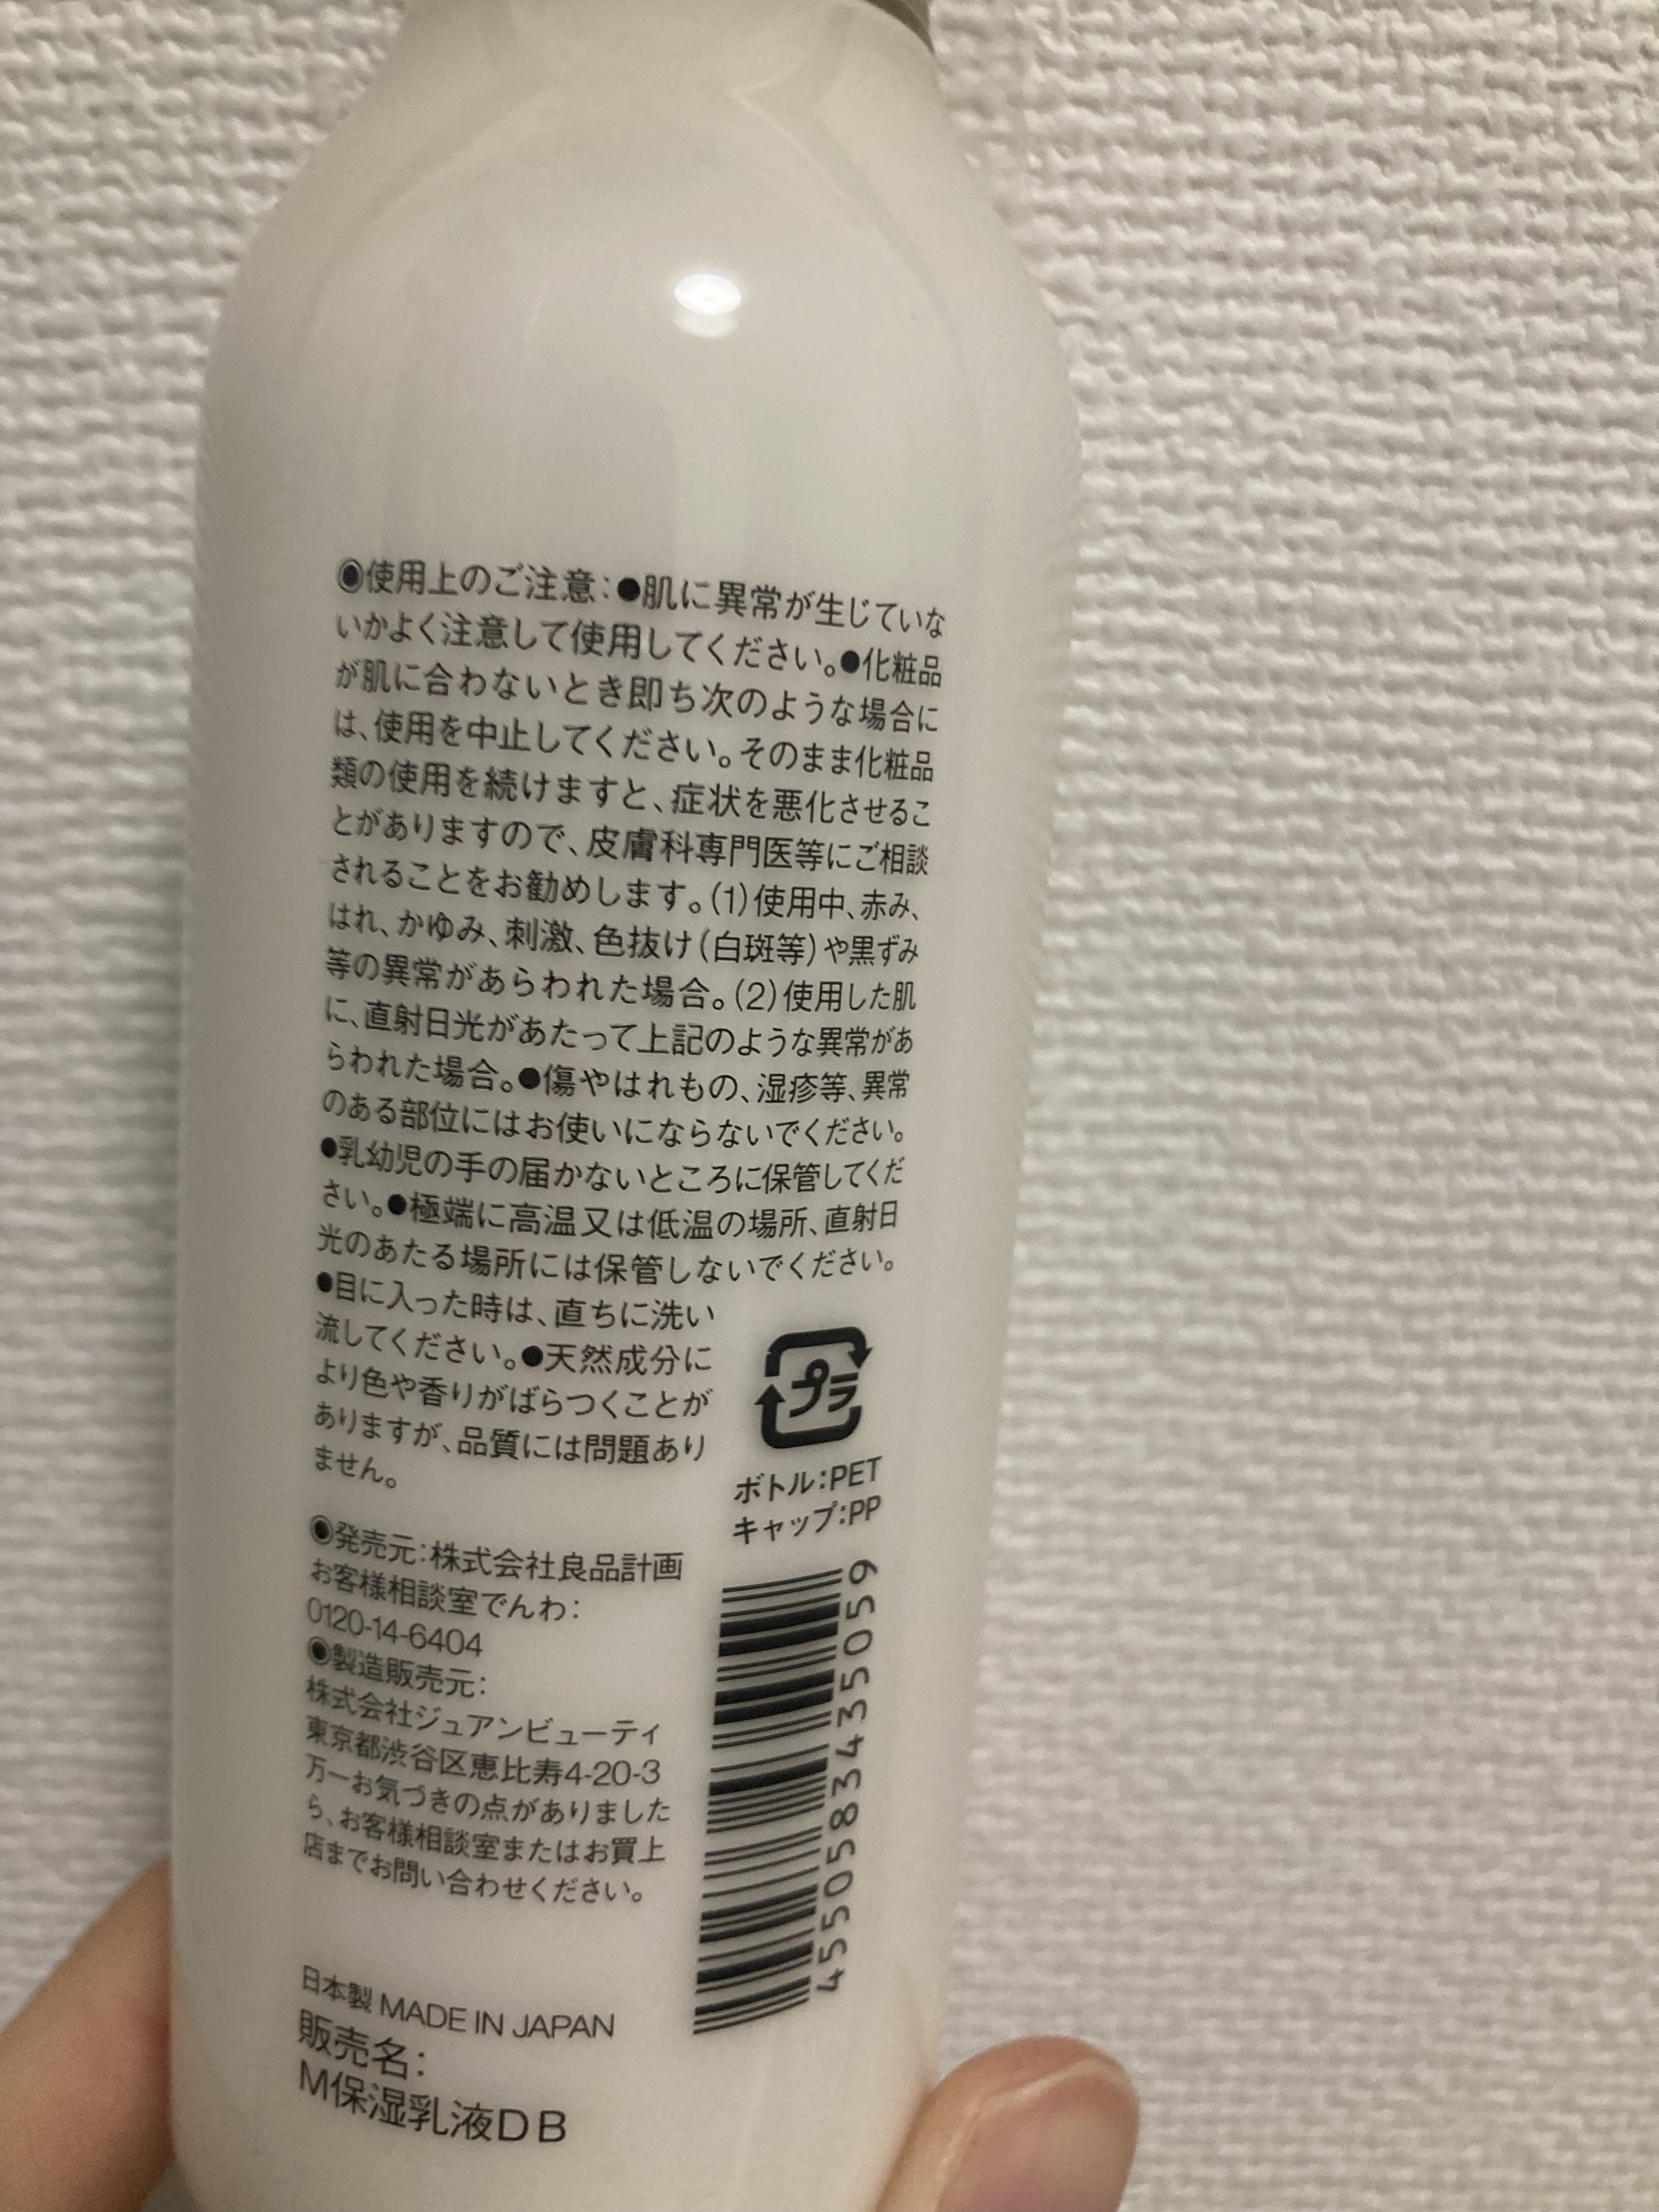 ◉使用上のご注意:●肌に異常が生じていな
いかよく注意して使用してください。●化粧品
が肌に合わないとき即ち次のような場合に
は、使用を中止してください。そのまま化粧品
類の使用を続けますと、症状を悪化させるこ
とがありますので、皮膚科専門医等にご相談
されることをお勧めします。(1)使用中、赤み、
はれ、かゆみ、刺激、色抜け(白斑等)や黒ずみ
等の異常があらわれた場合。(2)使用した肌
に、直射日光があたって上記のような異常があ
らわれた場合。●傷やはれもの、湿疹等、異常
のある部位にはお使いにならないでください。
●乳幼児の手の届かないところに保管してくだ
さい。●極端に高温又は低温の場所、直射日
光のあたる場所には保管しないでください。
●目に入った時は、直ちに洗い
流してください。●天然成分に
より色や香りがばらつくことが
ありますが、品質には問題あり
ません。
プラ
ボトル:PET
キャップ:PP
◉発売元:株式会社良品計画
お客様相談室でんわ:
0120-14-6404
◉製造販売元:
株式会社ジュアンビューティ
東京都渋谷区恵比寿4-20-3
万一お気づきの点がありました
ら、お客様相談室またはお買上
店までお問い合わせください。
4550583435059
日本製 MADE IN JAPAN
販売名:
M保湿乳液DB